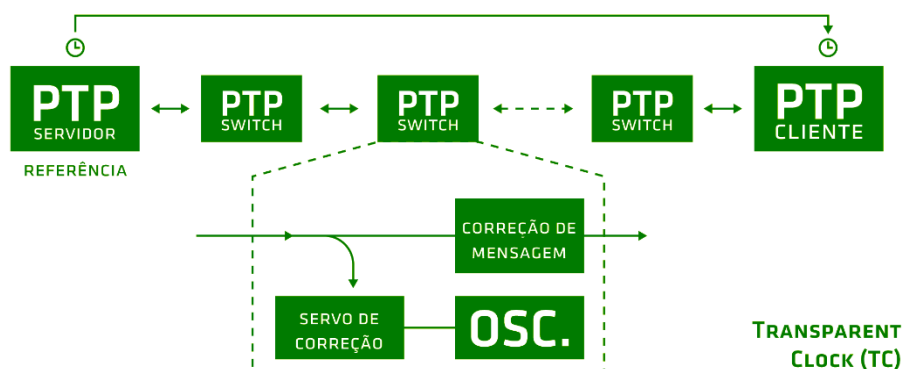 PTP
SERVIDOR
PTP
SWITCH
PTP
SWITCH
PTP
SWITCH
PTP
CLIENTE
REFERÊNCIA
CORREÇÃO DE
MENSAGEM
SERVO DE
CORREÇÃO
OSC.
TRANSPARENT
CLOCK (TC)